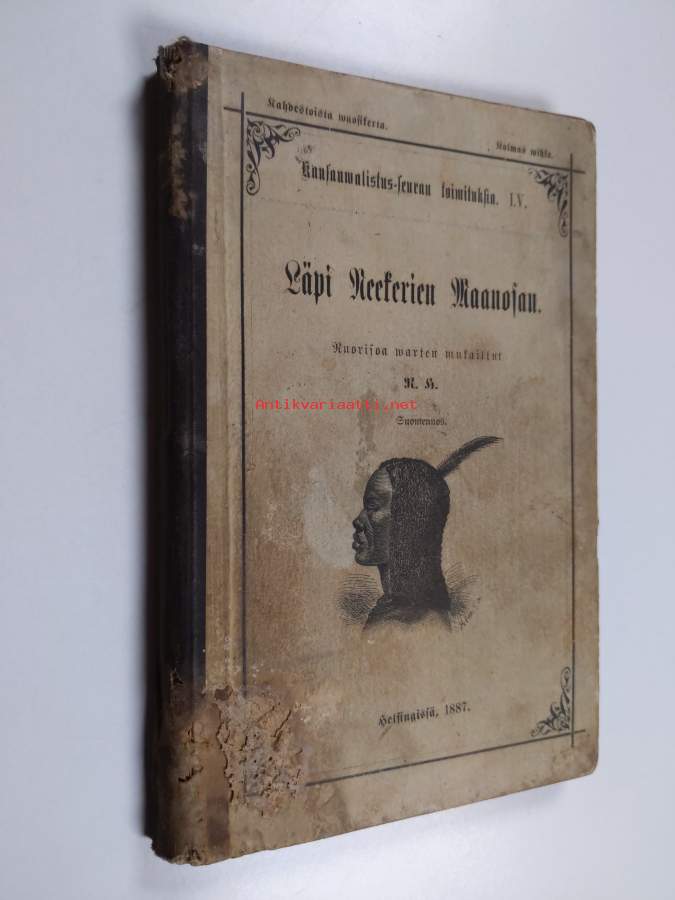 Kahdestoista wuosikerta.
Kolmas wihko.
Kansanwalistus-seuran toimituksia. LV.
Läpi Neekerien Maanosan.
Nuorisoa warten mukaillut
R. H.
Antikvariaatti.net
Suomennos.
Helsingissä, 1887.